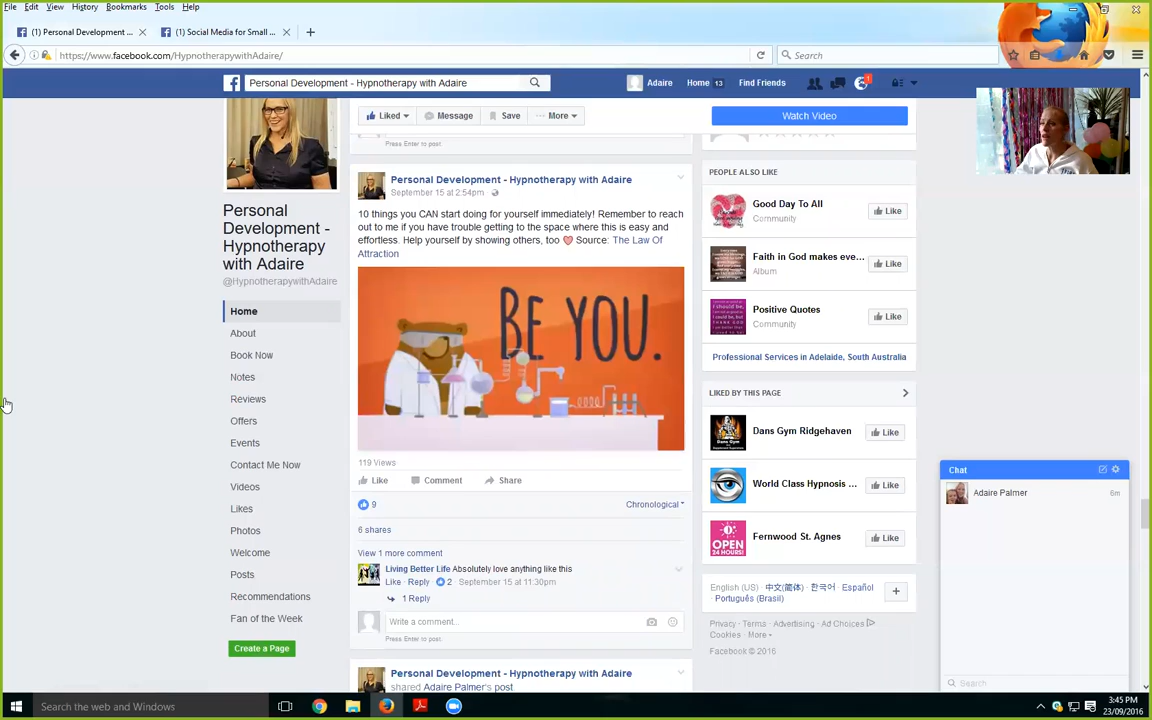 File Edit View History Bookmarks Tools Help
(1) Personal Development ... × (1) Social Media for Small ... × +
https://www.facebook.com/HypnotherapywithAdaire/ Search
Personal Development - Hypnotherapy with Adaire Adaire Home 13 Find Friends 1
Liked Message Save More Watch Video
Press Enter to post.
Personal Development - Hypnotherapy with Adaire
@HypnotherapywithAdaire
Home
About
Book Now
Notes
Reviews
Offers
Events
Contact Me Now
Videos
Likes
Photos
Welcome
Posts
Recommendations
Fan of the Week
Create a Page
Personal Development - Hypnotherapy with Adaire
September 15 at 2:54pm ·
10 things you CAN start doing for yourself immediately! Remember to reach
out to me if you have trouble getting to the space where this is easy and
effortless. Help yourself by showing others, too ❤ Source: The Law Of
Attraction
BE YOU.
119 Views
Like Comment Share
9 Chronological
6 shares
View 1 more comment
Living Better Life Absolutely love anything like this
Like · Reply · 2 · September 15 at 11:30pm
1 Reply
Write a comment...
Press Enter to post.
Personal Development - Hypnotherapy with Adaire
shared Adaire Palmer's post
PEOPLE ALSO LIKE
Good Day To All
Community
Like
Faith in God makes eve...
Album
Like
Positive Quotes
Community
Like
Professional Services in Adelaide, South Australia
LIKED BY THIS PAGE
Dans Gym Ridgehaven
Like
World Class Hypnosis ...
Like
OPEN
24 HOURS!
Fernwood St. Agnes
Like
English (US) · 中文(简体) · 한국어 · Español ·
Português (Brasil)
+
Privacy · Terms · Advertising · Ad Choices
Cookies · More
Facebook © 2016
Chat
Adaire Palmer 6m
Search
Search the web and Windows
3:45 PM
23/09/2016